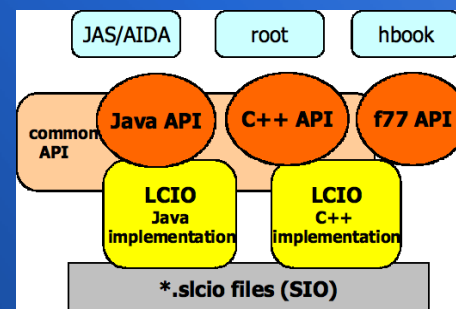 JAS/AIDA
root
hbook
common
API
Java API
C++ API
f77 API
LCIO
Java
implementation
LCIO
C++
implementation
*.slcio files (SIO)